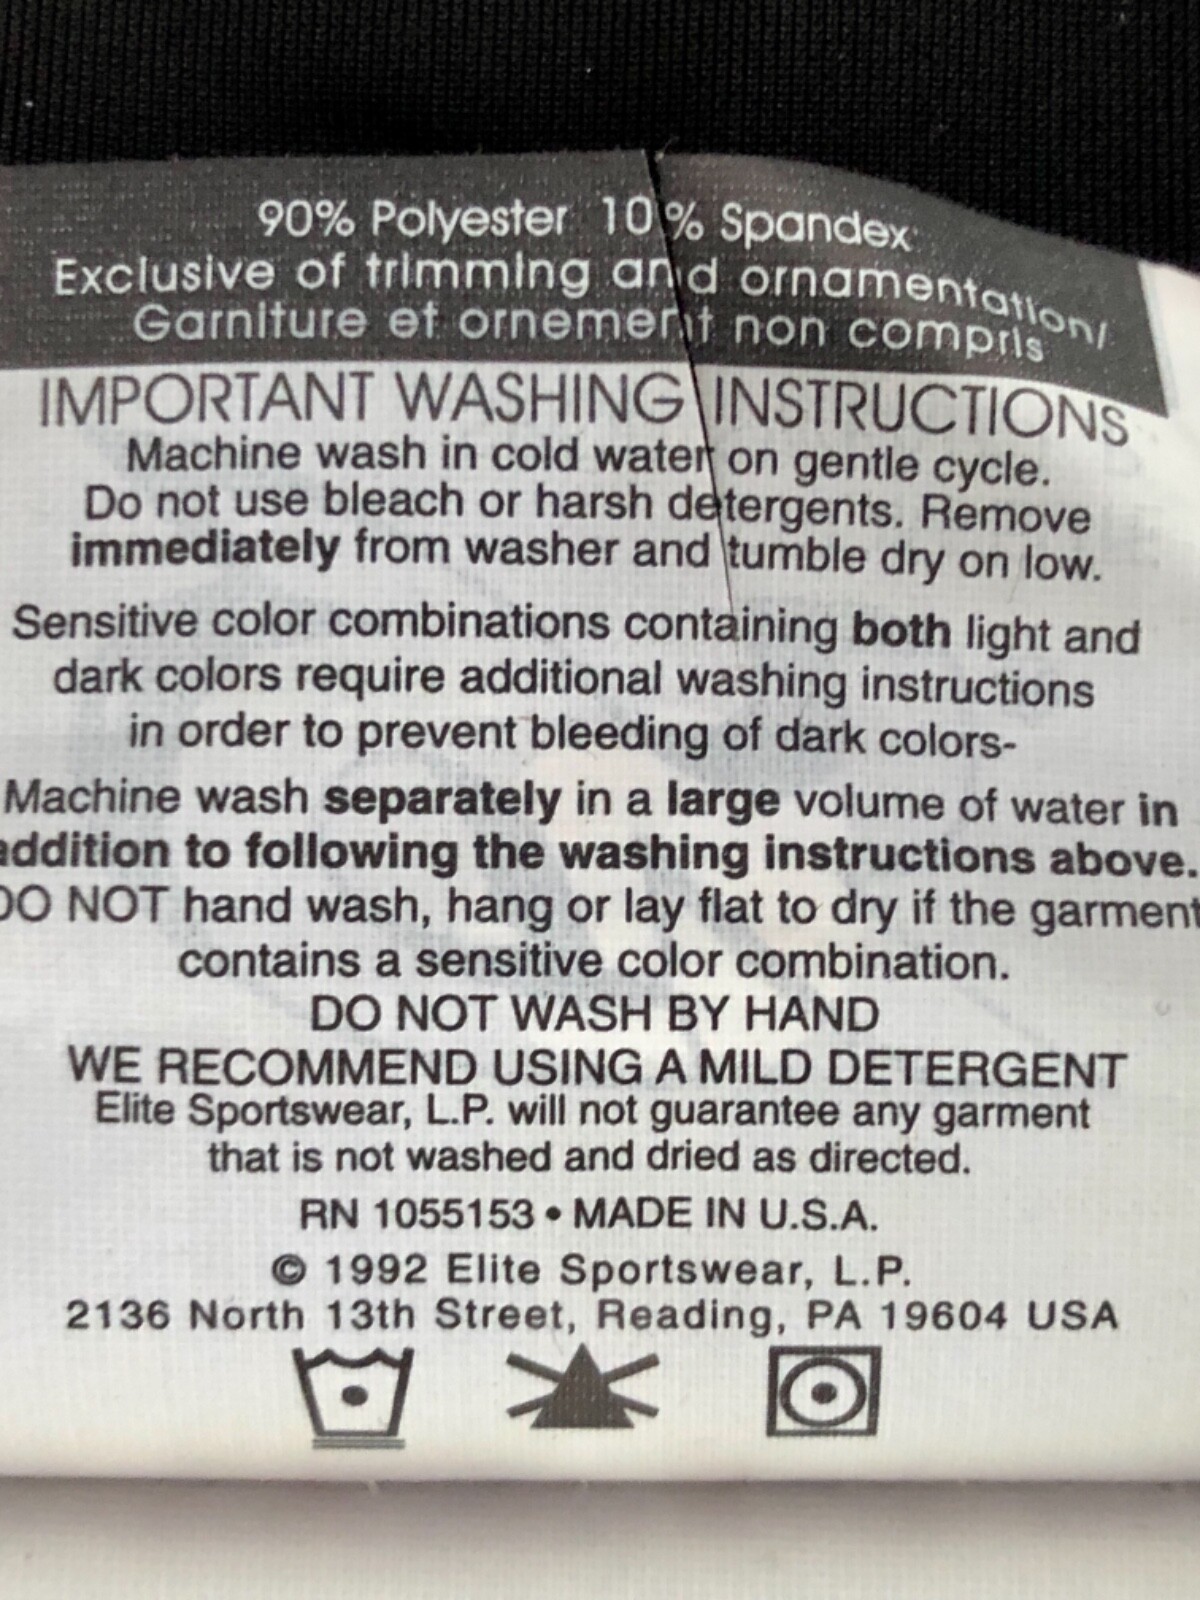 90% Polyester 10% Spandex
Exclusive of trimming and ornamentation/
Garniture et ornement non compris
IMPORTANT WASHING INSTRUCTIONS
Machine wash in cold water on gentle cycle.
Do not use bleach or harsh detergents. Remove
immediately from washer and tumble dry on low.
Sensitive color combinations containing both light and
dark colors require additional washing instructions
in order to prevent bleeding of dark colors-
Machine wash separately in a large volume of water in
addition to following the washing instructions above.
DO NOT hand wash, hang or lay flat to dry if the garment
contains a sensitive color combination.
DO NOT WASH BY HAND
WE RECOMMEND USING A MILD DETERGENT
Elite Sportswear, L.P. will not guarantee any garment
that is not washed and dried as directed.
RN 1055153 • MADE IN U.S.A.
© 1992 Elite Sportswear, L.P.
2136 North 13th Street, Reading, PA 19604 USA